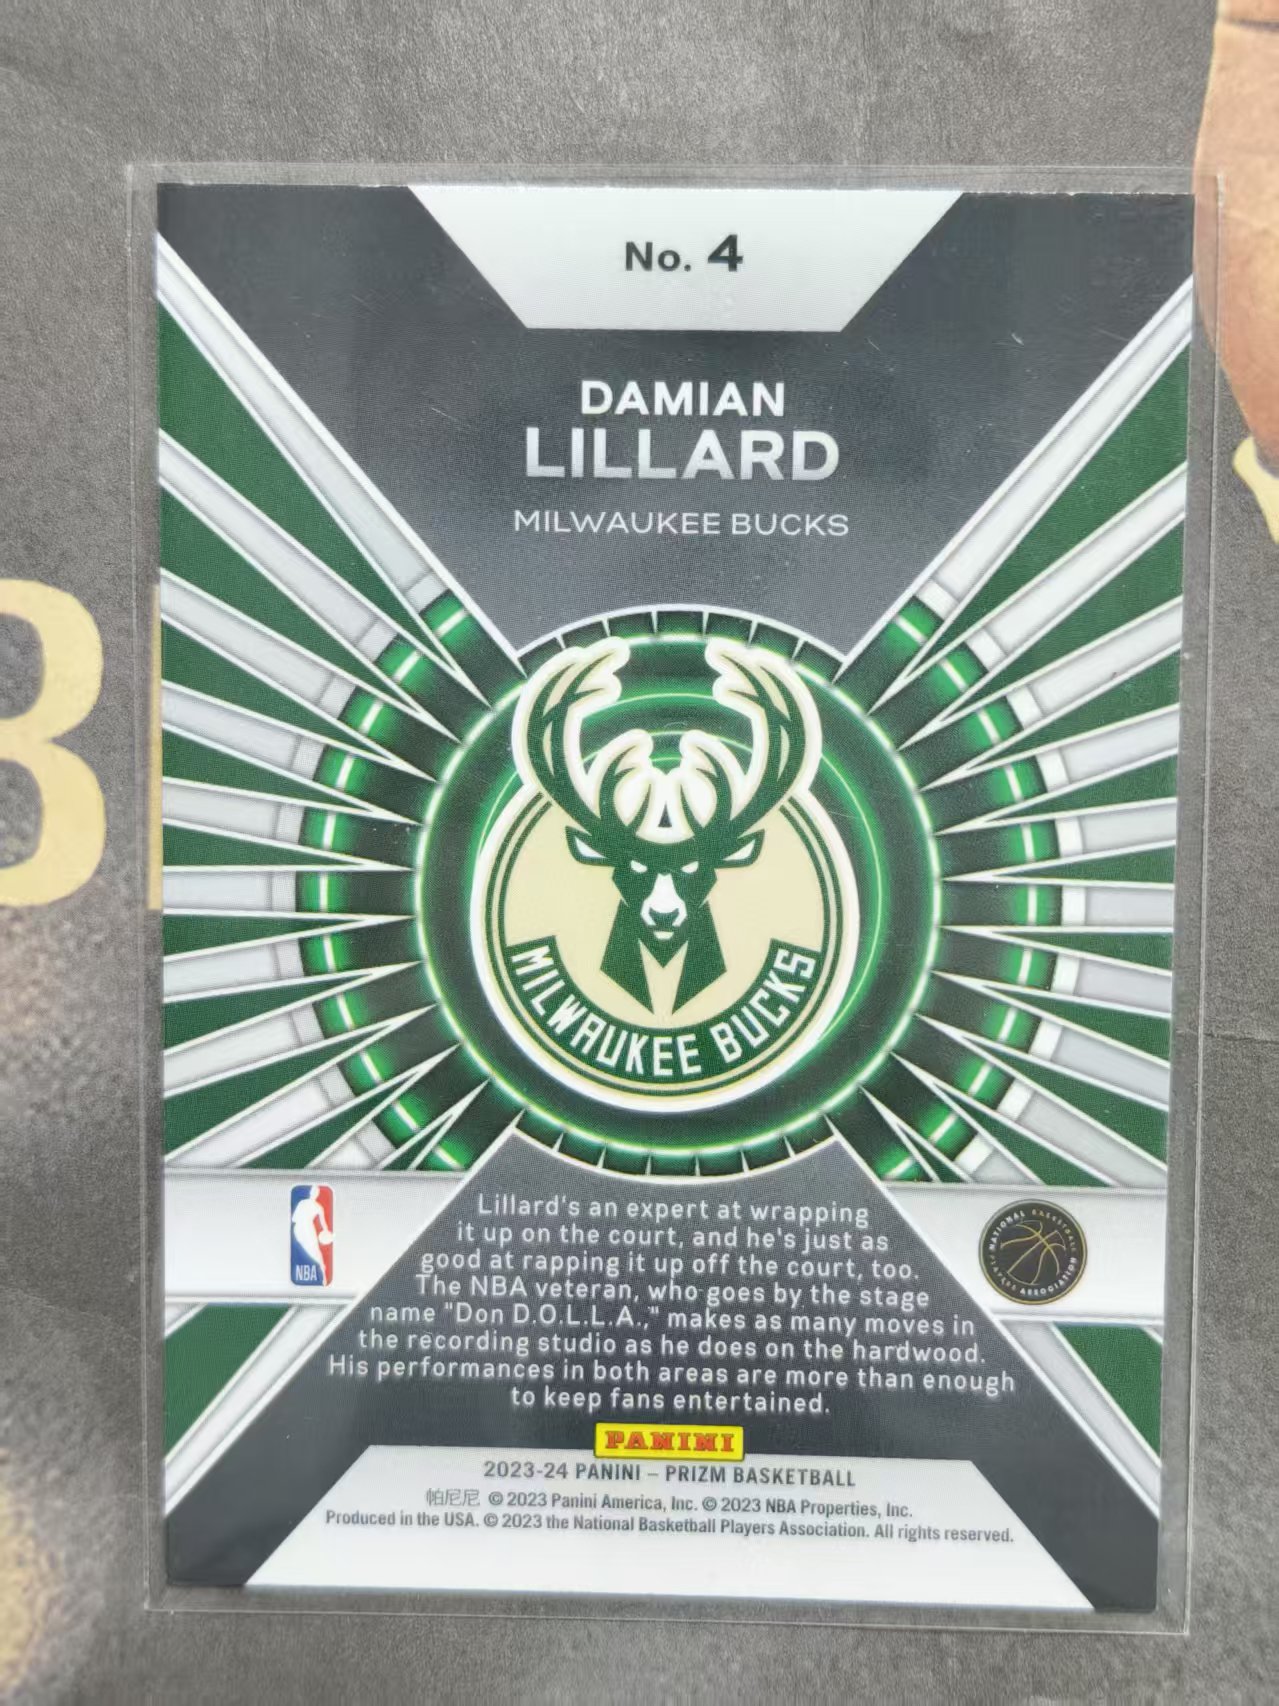 No. 4
DAMIAN
LILLARD
MILWAUKEE BUCKS
MILWAUKEE BUCKS
Lillard's an expert at wrapping
it up on the court, and he's just as
good at rapping it up off the court, too.
The NBA veteran, who goes by the stage
name "Don D.O.L.L.A.," makes as many moves in
the recording studio as he does on the hardwood.
His performances in both areas are more than enough
to keep fans entertained.
NBA
NATIONAL BASKETBALL
PLAYERS ASSOCIATION
PANINI
2023-24 PANINI – PRIZM BASKETBALL
帕尼尼 © 2023 Panini America, Inc. © 2023 NBA Properties, Inc.
Produced in the USA. © 2023 the National Basketball Players Association. All rights reserved.